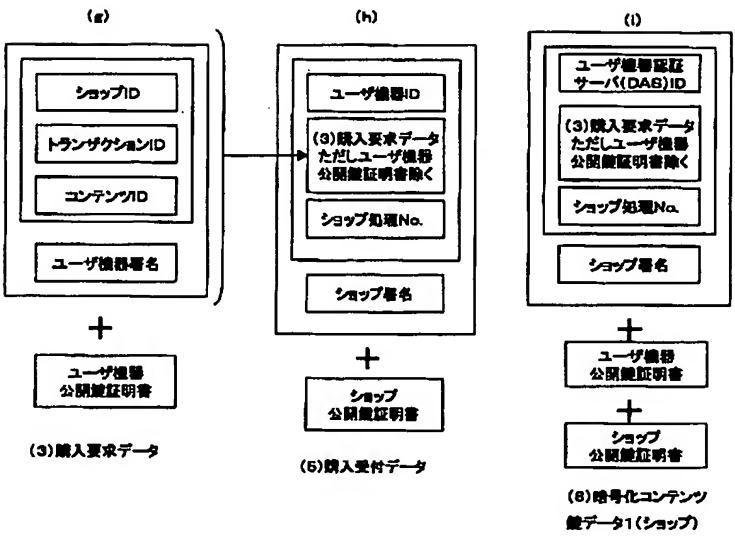 (g)
ショップID
トランザクションID
コンテンツID
ユーザ機器署名
+
ユーザ機器
公開鍵証明書
(3)購入要求データ
(h)
ユーザ機器ID
(3)購入要求データ
ただしユーザ機器
公開鍵証明書除く
ショップ処理No.
ショップ署名
+
ショップ
公開鍵証明書
(5)購入受付データ
(i)
ユーザ機器認証
サーバ(DAS)ID
(3)購入要求データ
ただしユーザ機器
公開鍵証明書除く
ショップ処理No.
ショップ署名
+
ユーザ機器
公開鍵証明書
+
ショップ
公開鍵証明書
(6)暗号化コンテンツ
鍵データ1(ショップ)